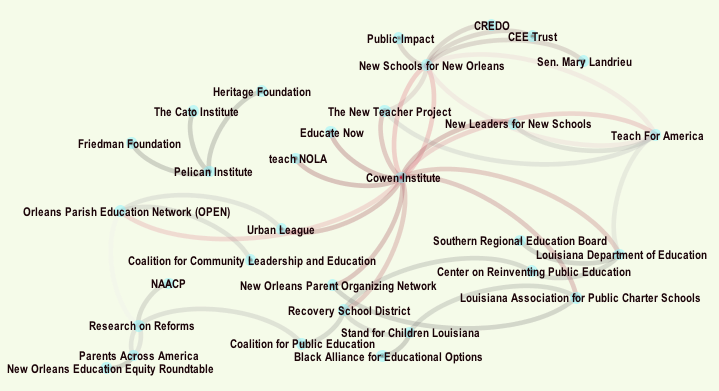 CREDO
Public Impact
CEE Trust
New Schools for New Orleans
Sen. Mary Landrieu
Heritage Foundation
The Cato Institute
The New Teacher Project
New Leaders for New Schools
Educate Now
Teach For America
Friedman Foundation
teach NOLA
Pelican Institute
Cowen Institute
Orleans Parish Education Network (OPEN)
Urban League
Southern Regional Education Board
Louisiana Department of Education
Coalition for Community Leadership and Education
Center on Reinventing Public Education
NAACP
New Orleans Parent Organizing Network
Louisiana Association for Public Charter Schools
Recovery School District
Research on Reforms
Stand for Children Louisiana
Coalition for Public Education
Parents Across America
Black Alliance for Educational Options
New Orleans Education Equity Roundtable